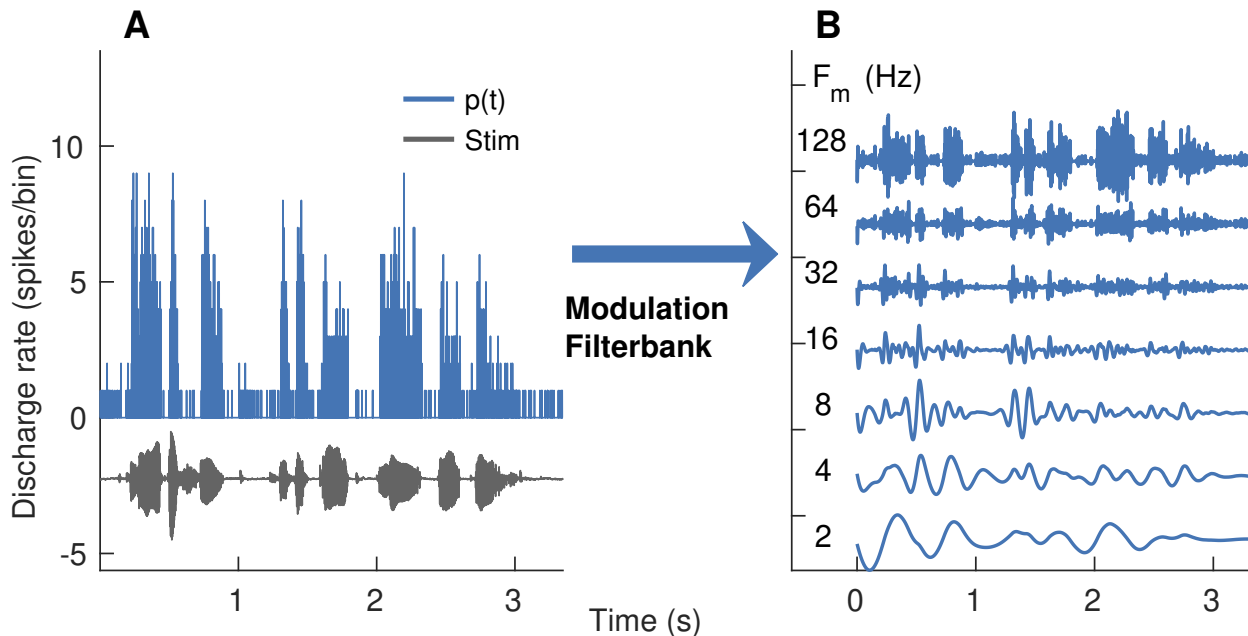 A
B
p(t)
Stim
Discharge rate (spikes/bin)
10
5
0
-5
1
2
3
Time (s)
Modulation
Filterbank
F_m (Hz)
128
64
32
16
8
4
2
0
1
2
3